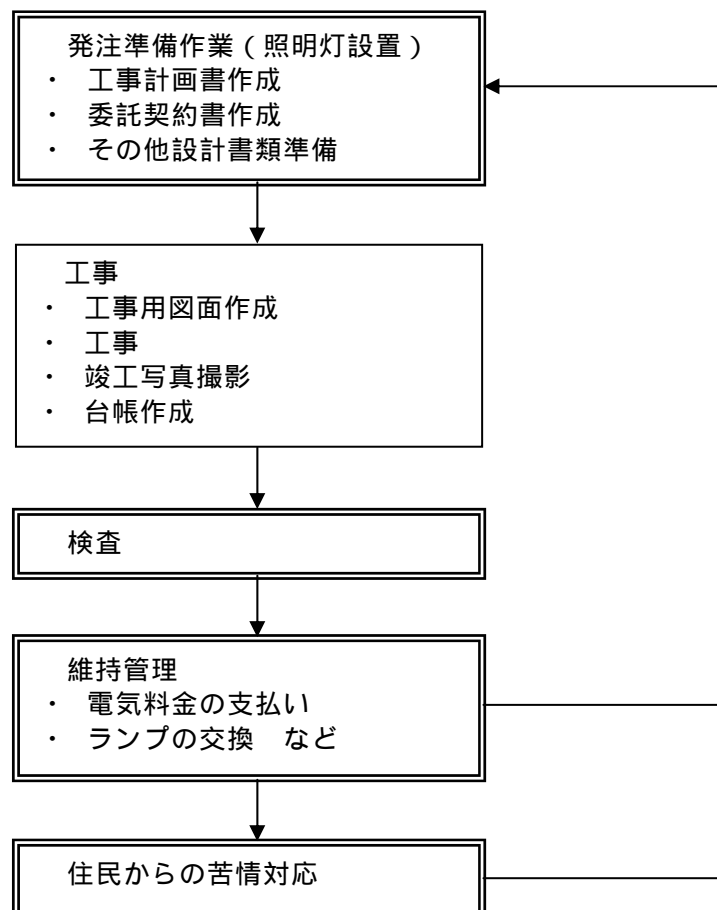 発注準備作業（照明灯設置）
・ 工事計画書作成
・ 委託契約書作成
・ その他設計書類準備
工事
・ 工事用図面作成
・ 工事
・ 竣工写真撮影
・ 台帳作成
検査
維持管理
・ 電気料金の支払い
・ ランプの交換　など
住民からの苦情対応